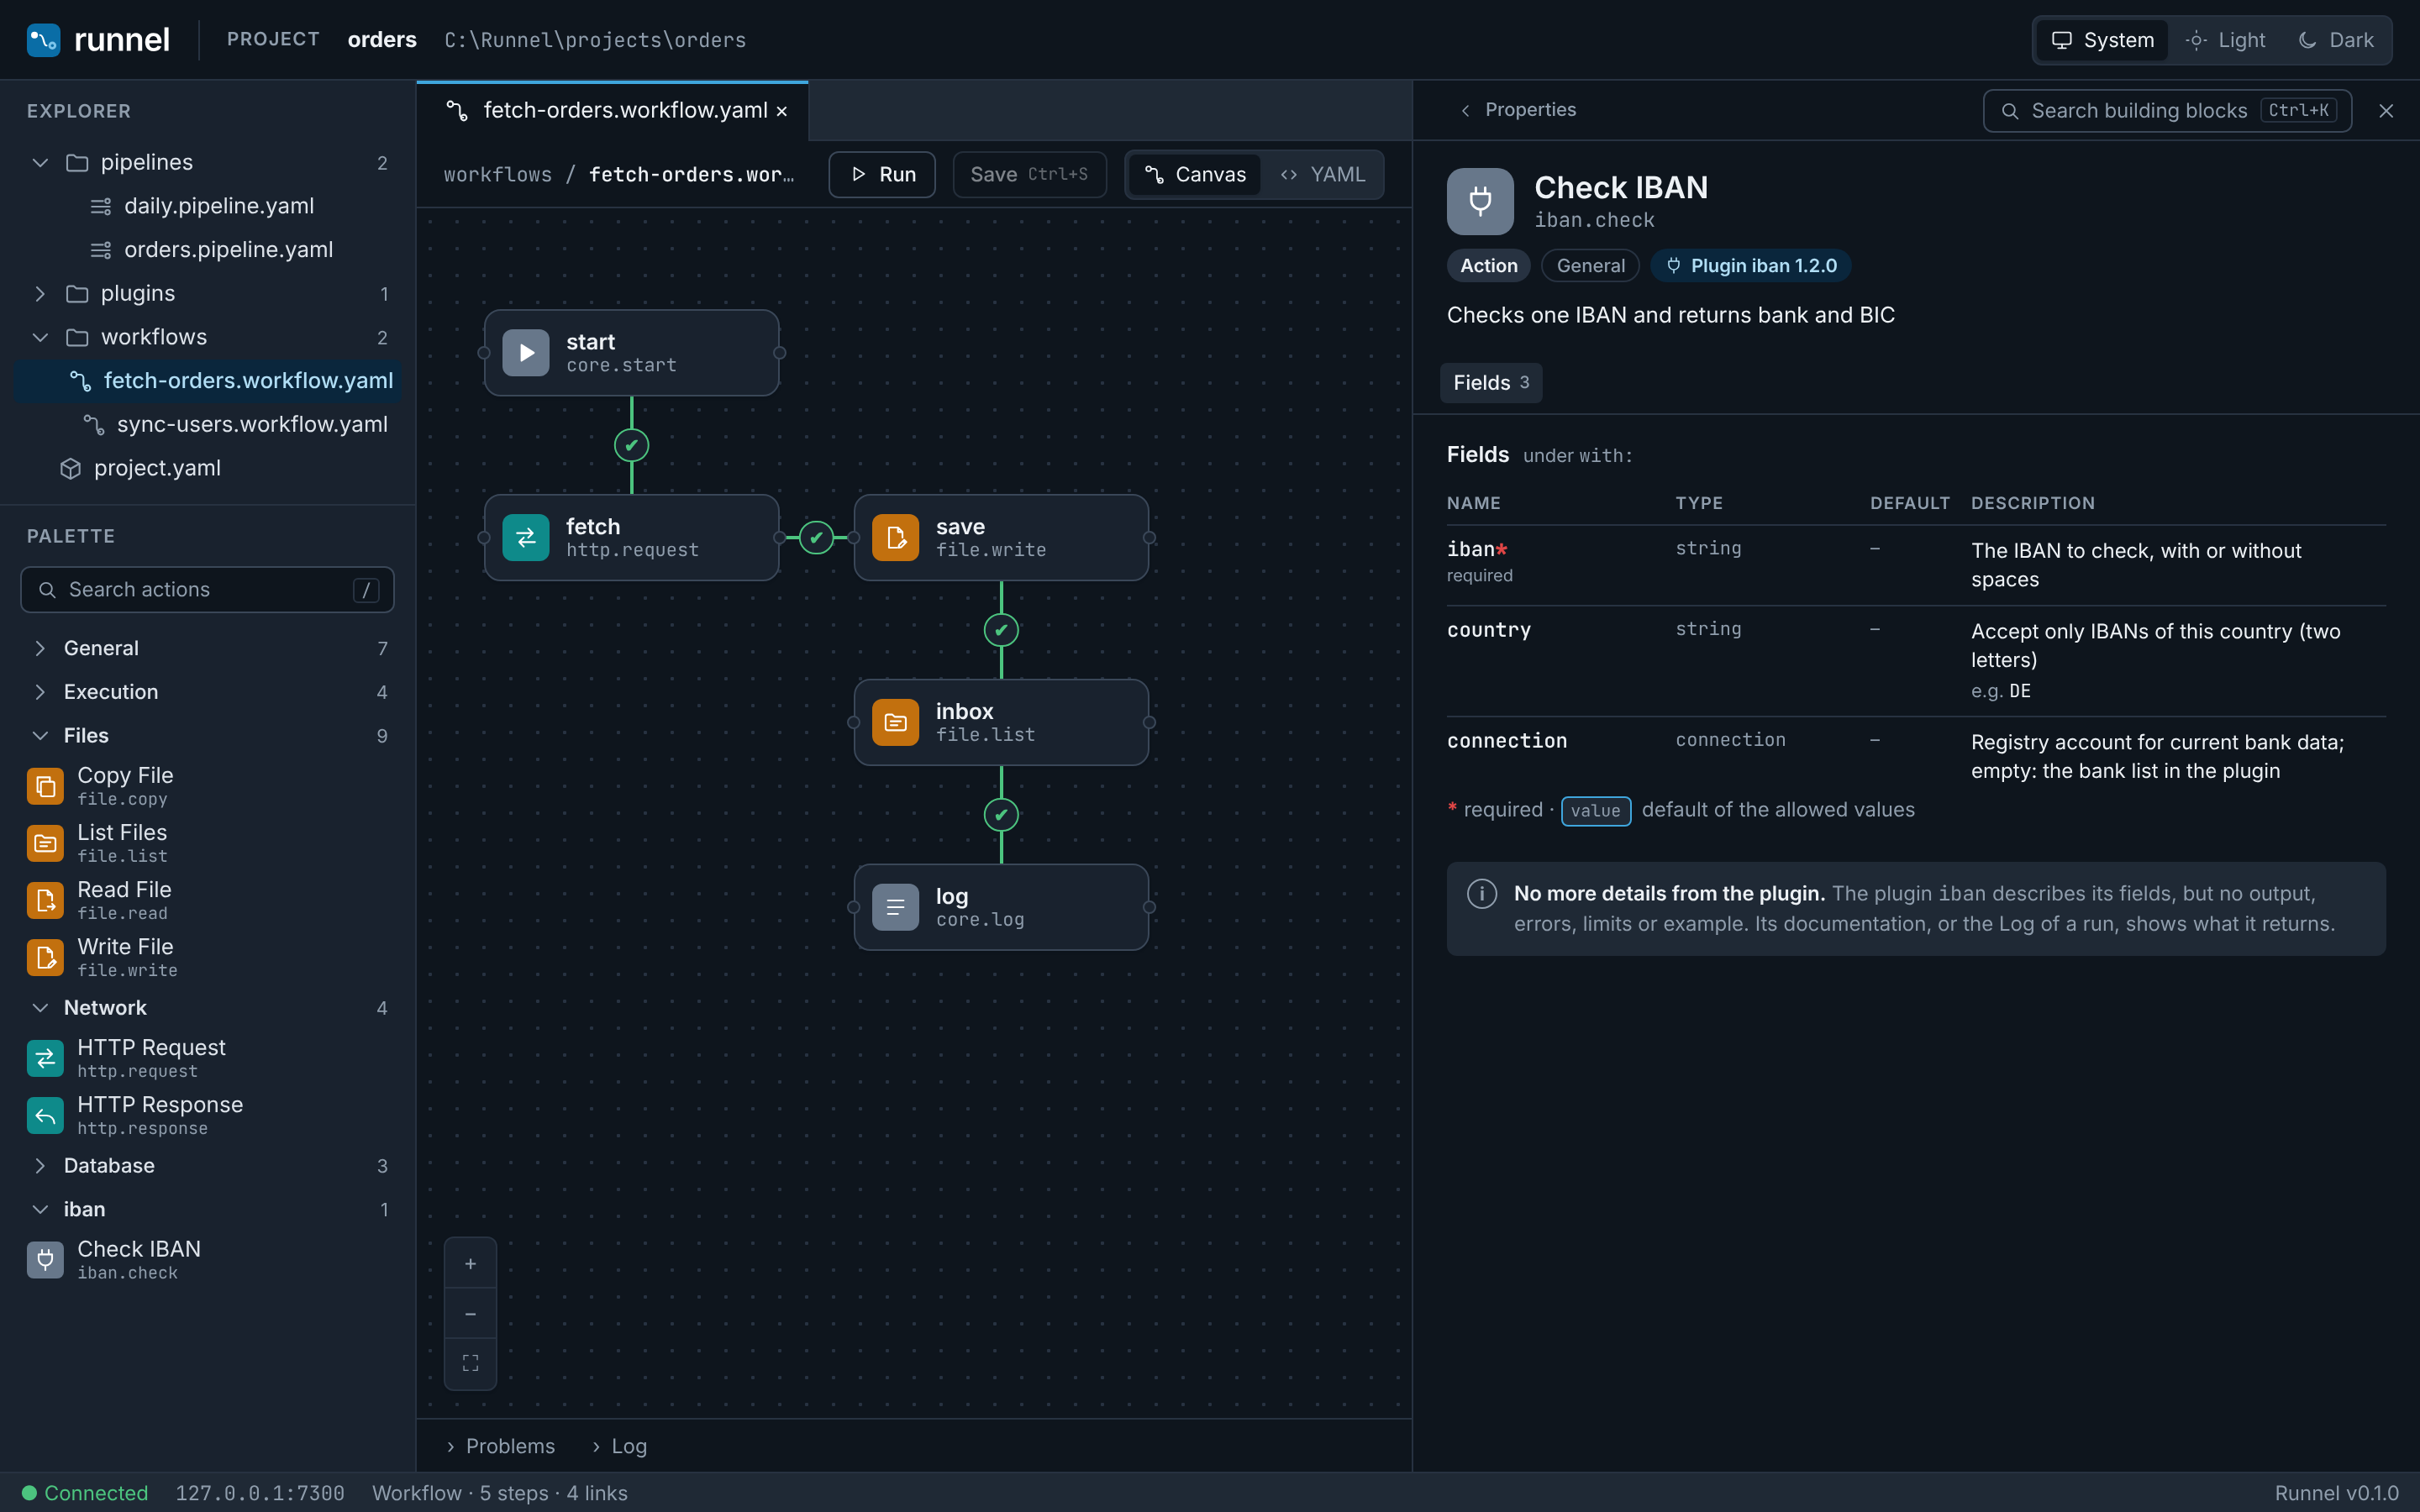 runnel
PROJECT orders C:\Runnel\projects\orders
System Light Dark
EXPLORER
pipelines 2
daily.pipeline.yaml
orders.pipeline.yaml
plugins 1
workflows 2
fetch-orders.workflow.yaml
sync-users.workflow.yaml
project.yaml
PALETTE
Search actions /
General 7
Execution 4
Files 9
Copy File
file.copy
List Files
file.list
Read File
file.read
Write File
file.write
Network 4
HTTP Request
http.request
HTTP Response
http.response
Database 3
iban 1
Check IBAN
iban.check
fetch-orders.workflow.yaml ×
workflows / fetch-orders.wor…
Run
Save Ctrl+S
Canvas
YAML
start
core.start
fetch
http.request
save
file.write
inbox
file.list
log
core.log
+
−
Problems
Log
Properties
Search building blocks Ctrl+K
Check IBAN
iban.check
Action General Plugin iban 1.2.0
Checks one IBAN and returns bank and BIC
Fields 3
Fields under with:
NAME TYPE DEFAULT DESCRIPTION
iban* string – The IBAN to check, with or without
required spaces
country string – Accept only IBANs of this country (two
letters)
e.g. DE
connection connection – Registry account for current bank data;
empty: the bank list in the plugin
* required · value default of the allowed values
No more details from the plugin. The plugin iban describes its fields, but no output,
errors, limits or example. Its documentation, or the Log of a run, shows what it returns.
Connected 127.0.0.1:7300 Workflow · 5 steps · 4 links
Runnel v0.1.0